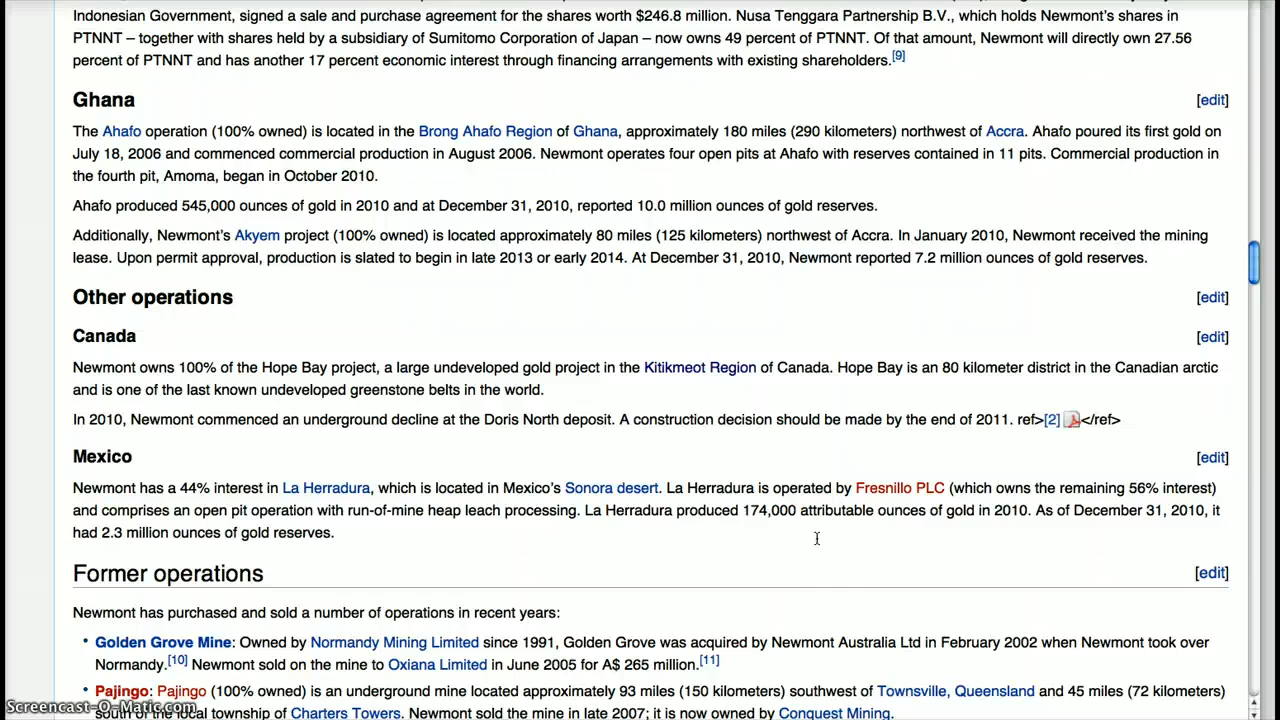 Indonesian Government, signed a sale and purchase agreement for the shares worth $246.8 million. Nusa Tenggara Partnership B.V., which holds Newmont's shares in
PTNNT – together with shares held by a subsidiary of Sumitomo Corporation of Japan – now owns 49 percent of PTNNT. Of that amount, Newmont will directly own 27.56
percent of PTNNT and has another 17 percent economic interest through financing arrangements with existing shareholders.[9]
Ghana [edit]
The Ahafo operation (100% owned) is located in the Brong Ahafo Region of Ghana, approximately 180 miles (290 kilometers) northwest of Accra. Ahafo poured its first gold on
July 18, 2006 and commenced commercial production in August 2006. Newmont operates four open pits at Ahafo with reserves contained in 11 pits. Commercial production in
the fourth pit, Amoma, began in October 2010.
Ahafo produced 545,000 ounces of gold in 2010 and at December 31, 2010, reported 10.0 million ounces of gold reserves.
Additionally, Newmont's Akyem project (100% owned) is located approximately 80 miles (125 kilometers) northwest of Accra. In January 2010, Newmont received the mining
lease. Upon permit approval, production is slated to begin in late 2013 or early 2014. At December 31, 2010, Newmont reported 7.2 million ounces of gold reserves.
Other operations [edit]
Canada [edit]
Newmont owns 100% of the Hope Bay project, a large undeveloped gold project in the Kitikmeot Region of Canada. Hope Bay is an 80 kilometer district in the Canadian arctic
and is one of the last known undeveloped greenstone belts in the world.
In 2010, Newmont commenced an underground decline at the Doris North deposit. A construction decision should be made by the end of 2011. ref>[2] </ref>
Mexico [edit]
Newmont has a 44% interest in La Herradura, which is located in Mexico's Sonora desert. La Herradura is operated by Fresnillo PLC (which owns the remaining 56% interest)
and comprises an open pit operation with run-of-mine heap leach processing. La Herradura produced 174,000 attributable ounces of gold in 2010. As of December 31, 2010, it
had 2.3 million ounces of gold reserves.
Former operations [edit]
Newmont has purchased and sold a number of operations in recent years:
• Golden Grove Mine: Owned by Normandy Mining Limited since 1991, Golden Grove was acquired by Newmont Australia Ltd in February 2002 when Newmont took over
Normandy.[10] Newmont sold on the mine to Oxiana Limited in June 2005 for A$ 265 million.[11]
• Pajingo: Pajingo (100% owned) is an underground mine located approximately 93 miles (150 kilometers) southwest of Townsville, Queensland and 45 miles (72 kilometers)
south of the local township of Charters Towers. Newmont sold the mine in late 2007; it is now owned by Conquest Mining.
Screencast-O-Matic.com